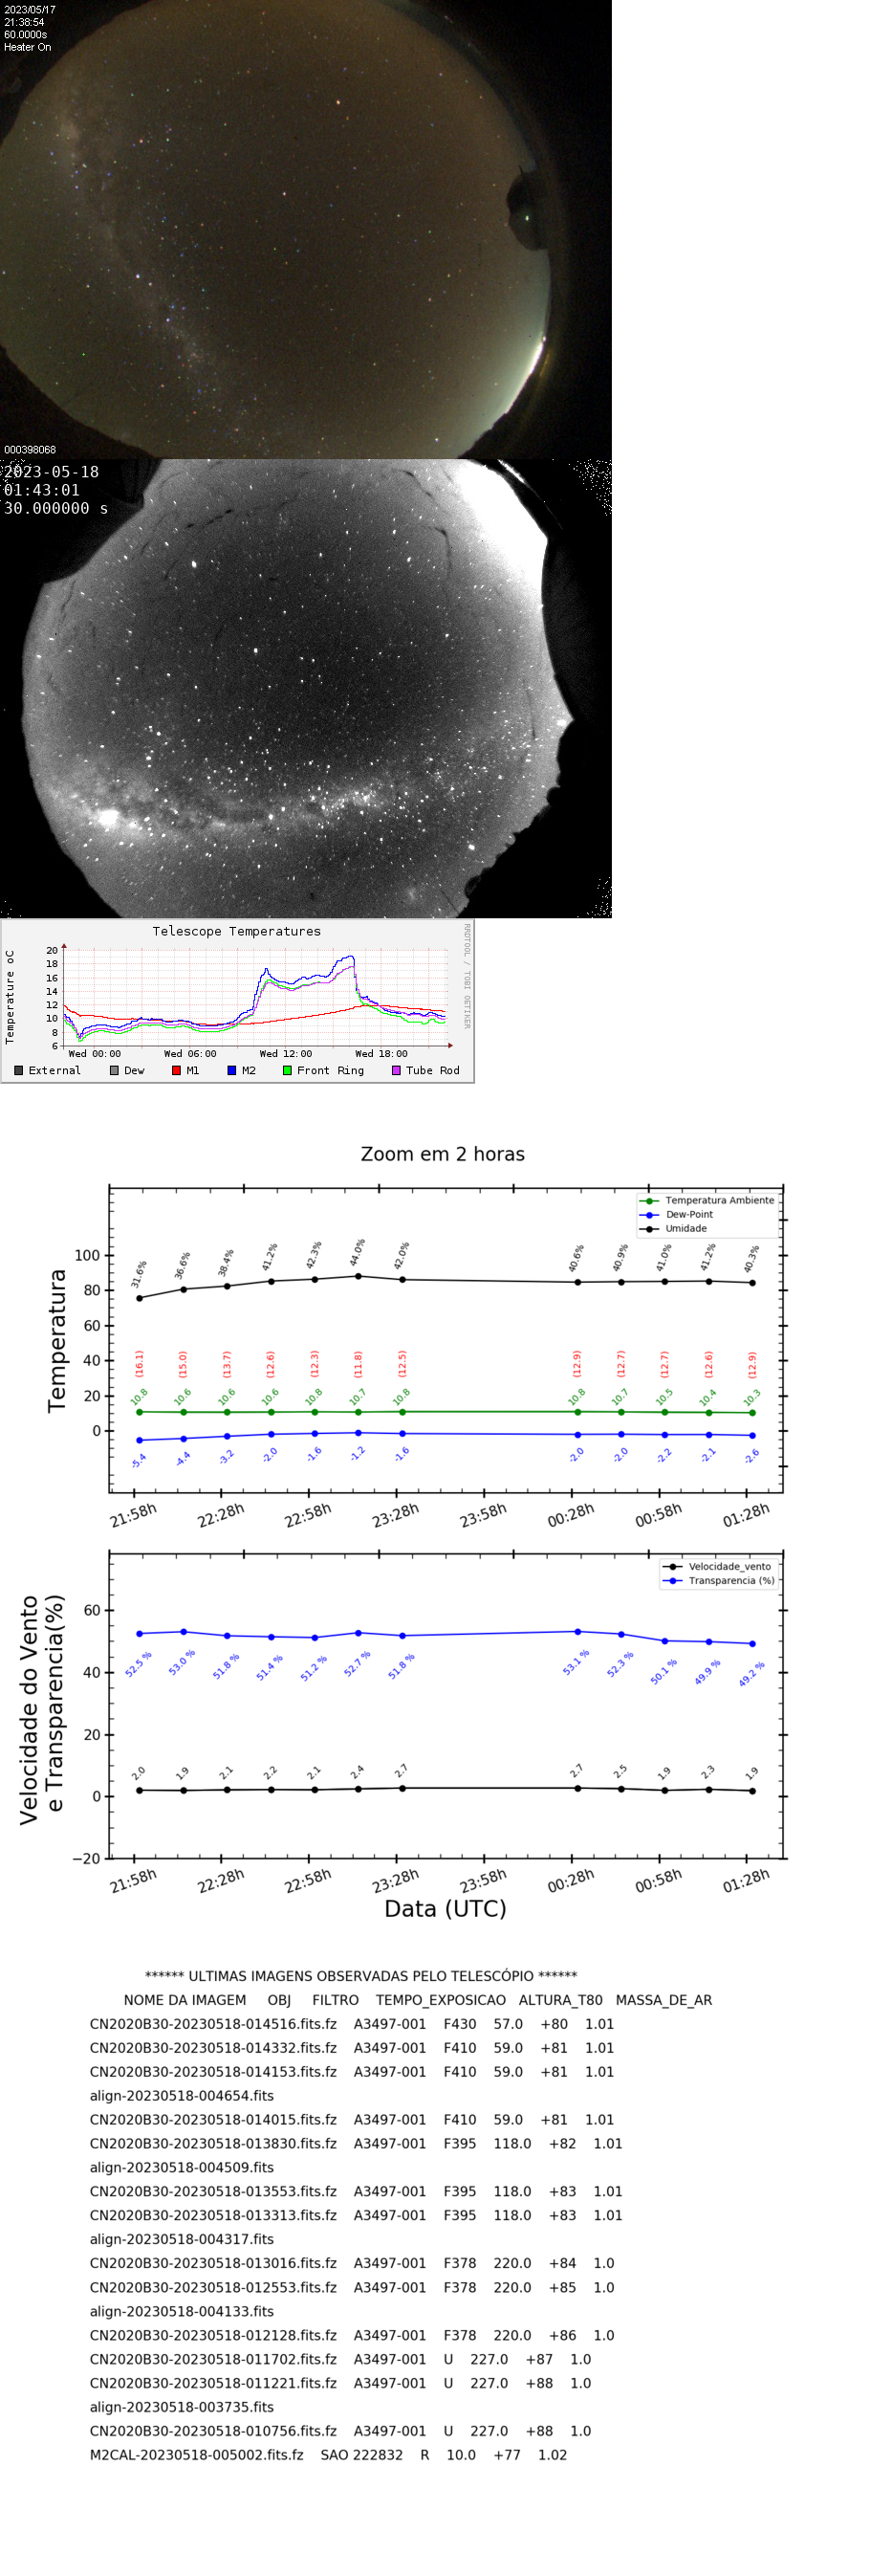 2023/05/17
21:38:54
60.0000s
Heater On
000398068
2023-05-18
01:43:01
30.000000 s
Telescope Temperatures
RRDTOOL / TOBI OETIKER
Temperature oC
20
18
16
14
12
10
8
6
Wed 00:00 Wed 06:00 Wed 12:00 Wed 18:00
External Dew M1 M2 Front Ring Tube Rod
Zoom em 2 horas
Temperatura Ambiente
Dew-Point
Umidade
Temperatura
100
80
60
40
20
0
31.6% 36.6% 38.4% 41.2% 42.3% 44.0% 42.0% 40.6% 40.9% 41.0% 41.2% 40.3%
(16.1) (15.0) (13.7) (12.6) (12.3) (11.8) (12.5) (12.9) (12.7) (12.7) (12.6) (12.9)
10.8 10.6 10.6 10.6 10.8 10.7 10.8 10.8 10.7 10.5 10.4 10.3
-5.4 -4.4 -3.2 -2.0 -1.6 -1.2 -1.6 -2.0 -2.0 -2.2 -2.1 -2.6
21:58h 22:28h 22:58h 23:28h 23:58h 00:28h 00:58h 01:28h
Velocidade_vento
Transparencia (%)
Velocidade do Vento
e Transparencia(%)
60
40
20
0
−20
52.5 % 53.0 % 51.8 % 51.4 % 51.2 % 52.7 % 51.8 % 53.1 % 52.3 % 50.1 % 49.9 % 49.2 %
2.0 1.9 2.1 2.2 2.1 2.4 2.7 2.7 2.5 1.9 2.3 1.9
21:58h 22:28h 22:58h 23:28h 23:58h 00:28h 00:58h 01:28h
Data (UTC)
****** ULTIMAS IMAGENS OBSERVADAS PELO TELESCÓPIO ******
NOME DA IMAGEM OBJ FILTRO TEMPO_EXPOSICAO ALTURA_T80 MASSA_DE_AR
CN2020B30-20230518-014516.fits.fz A3497-001 F430 57.0 +80 1.01
CN2020B30-20230518-014332.fits.fz A3497-001 F410 59.0 +81 1.01
CN2020B30-20230518-014153.fits.fz A3497-001 F410 59.0 +81 1.01
align-20230518-004654.fits
CN2020B30-20230518-014015.fits.fz A3497-001 F410 59.0 +81 1.01
CN2020B30-20230518-013830.fits.fz A3497-001 F395 118.0 +82 1.01
align-20230518-004509.fits
CN2020B30-20230518-013553.fits.fz A3497-001 F395 118.0 +83 1.01
CN2020B30-20230518-013313.fits.fz A3497-001 F395 118.0 +83 1.01
align-20230518-004317.fits
CN2020B30-20230518-013016.fits.fz A3497-001 F378 220.0 +84 1.0
CN2020B30-20230518-012553.fits.fz A3497-001 F378 220.0 +85 1.0
align-20230518-004133.fits
CN2020B30-20230518-012128.fits.fz A3497-001 F378 220.0 +86 1.0
CN2020B30-20230518-011702.fits.fz A3497-001 U 227.0 +87 1.0
CN2020B30-20230518-011221.fits.fz A3497-001 U 227.0 +88 1.0
align-20230518-003735.fits
CN2020B30-20230518-010756.fits.fz A3497-001 U 227.0 +88 1.0
M2CAL-20230518-005002.fits.fz SAO 222832 R 10.0 +77 1.02